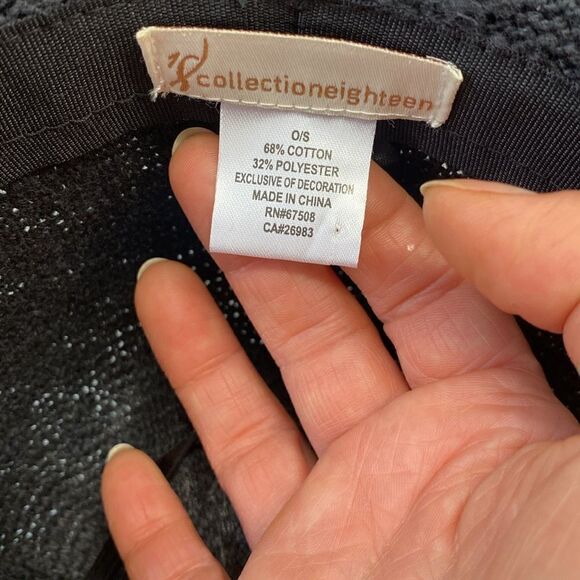 18 collectioneighteen
O/S
68% COTTON
32% POLYESTER
EXCLUSIVE OF DECORATION
MADE IN CHINA
RN#67508
CA#26983